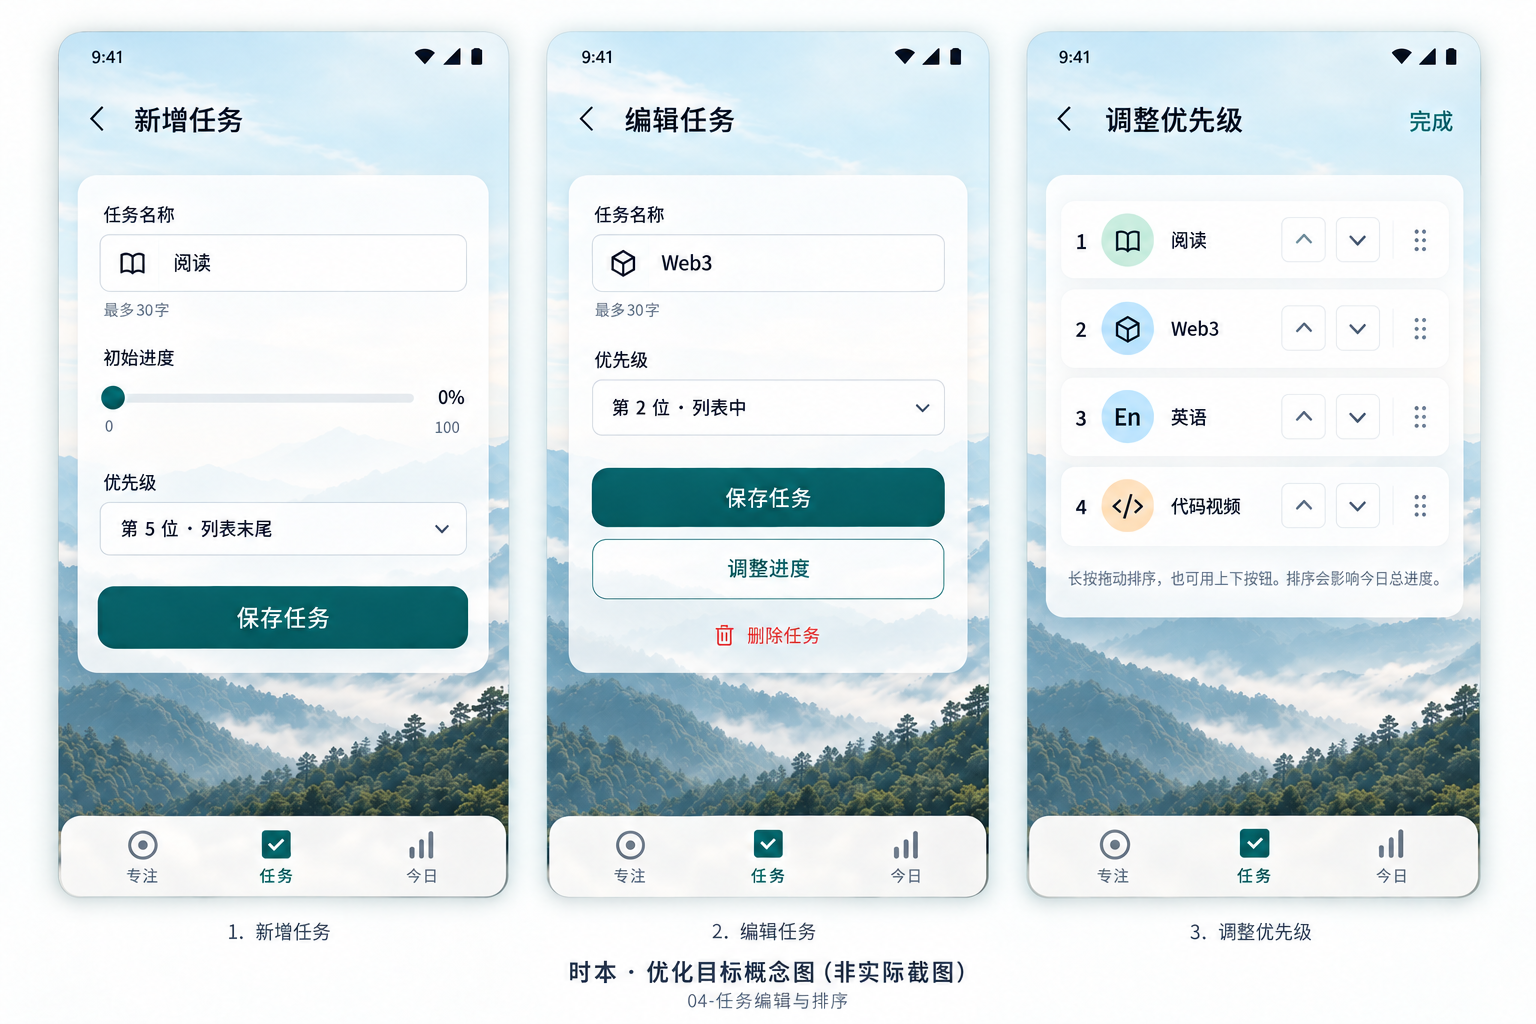 9:41
新增任务
任务名称
阅读
最多30字
初始进度
0%
0
100
优先级
第 5 位 · 列表末尾
保存任务
专注
任务
今日
1. 新增任务
9:41
编辑任务
任务名称
Web3
最多30字
优先级
第 2 位 · 列表中
保存任务
调整进度
删除任务
专注
任务
今日
2. 编辑任务
9:41
调整优先级
完成
1 阅读
2 Web3
3 En 英语
4 </> 代码视频
长按拖动排序，也可用上下按钮。排序会影响今日总进度。
专注
任务
今日
3. 调整优先级
时本 · 优化目标概念图（非实际截图）
04-任务编辑与排序